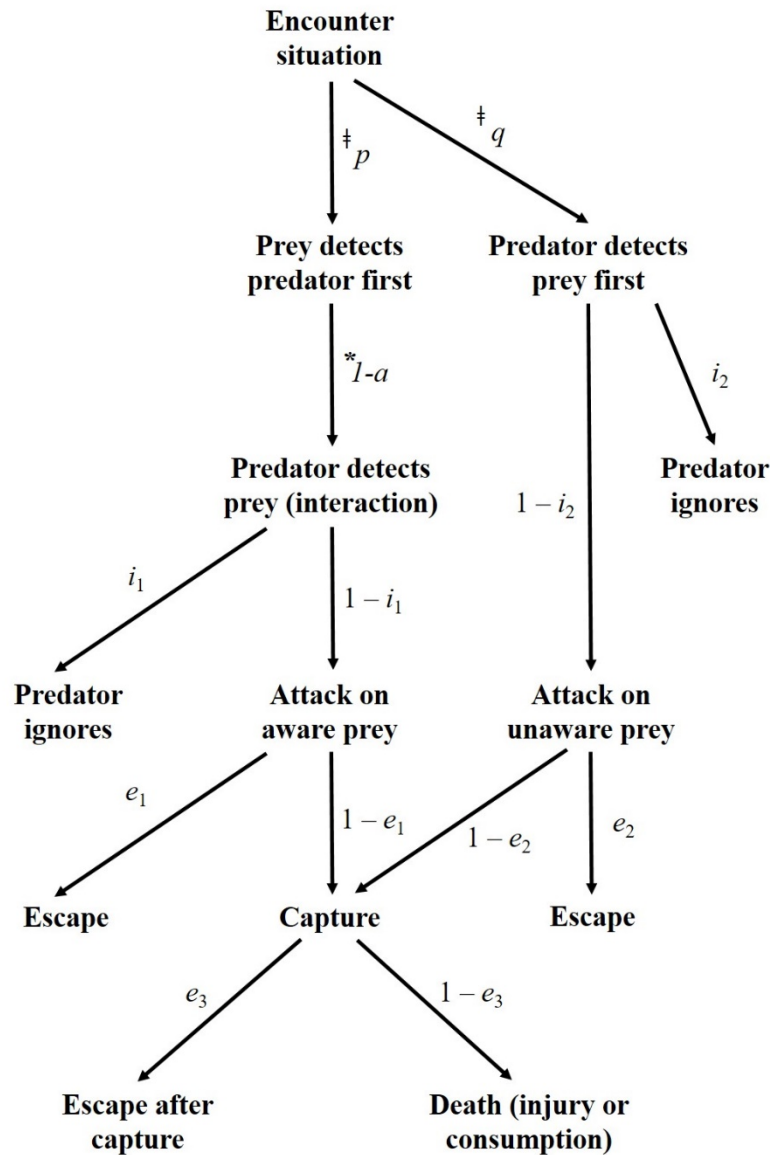 Encounter
situation
ǂ p
ǂ q
Prey detects
predator first
Predator detects
prey first
*1-a
i₂
Predator detects
prey (interaction)
Predator
ignores
1 – i₂
i₁
1 – i₁
Predator
ignores
Attack on
aware prey
Attack on
unaware prey
e₁
1 – e₁
1 – e₂
e₂
Escape
Capture
Escape
e₃
1 – e₃
Escape after
capture
Death (injury or
consumption)